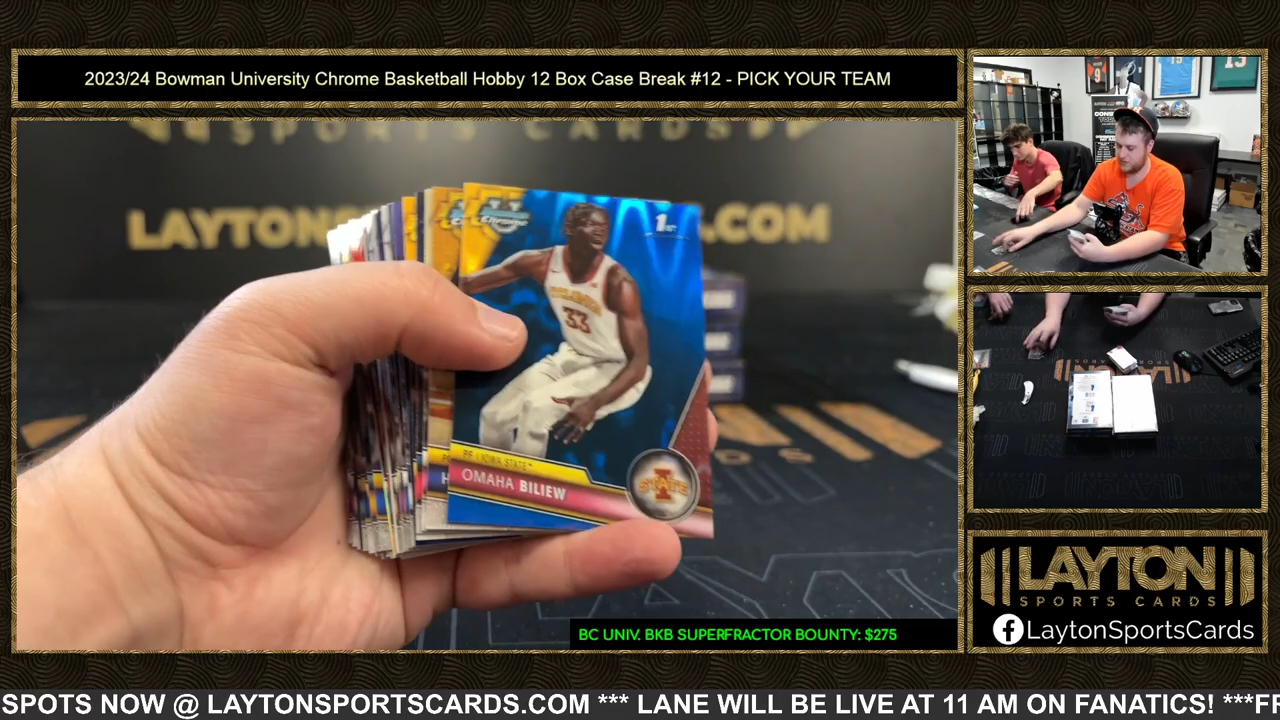 2023/24 Bowman University Chrome Basketball Hobby 12 Box Case Break #12 - PICK YOUR TEAM
Chrome
1ST
33
PF | IOWA STATE
OMAHA BILIEW
STATE
BC UNIV. BKB SUPERFRACTOR BOUNTY: $275
LAYTON
SPORTS CARDS
LaytonSportsCards
SPOTS NOW @ LAYTONSPORTSCARDS.COM *** LANE WILL BE LIVE AT 11 AM ON FANATICS! ***